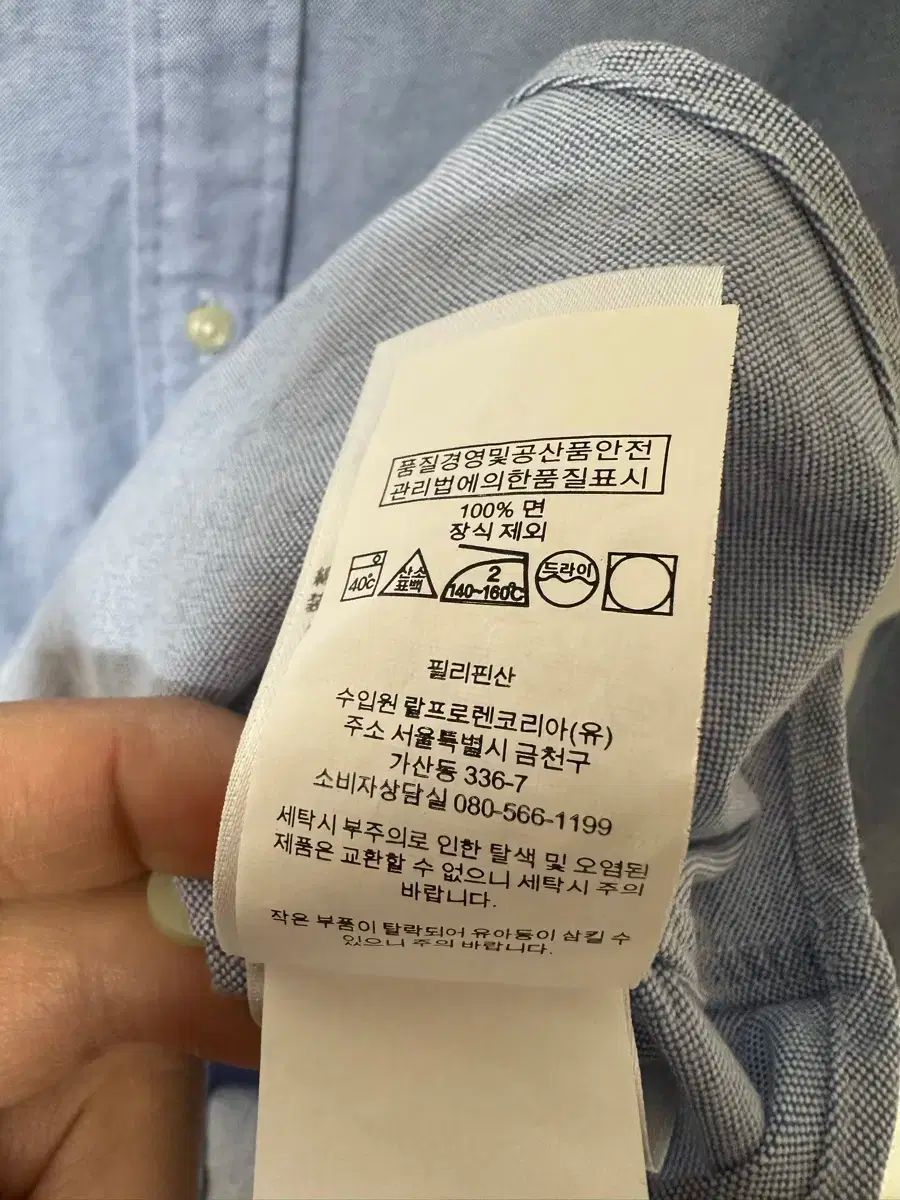 품질경영및공산품안전
관리법에의한품질표시
100% 면
장식 제외
40℃ 산소 표백 2 140~160℃ 드라이
필리핀산
수입원 랄프로렌코리아(유)
주소 서울특별시 금천구
가산동 336-7
소비자상담실 080-566-1199
세탁시 부주의로 인한 탈색 및 오염된
제품은 교환할 수 없으니 세탁시 주의
바랍니다.
작은 부품이 탈락되어 유아동이 삼킬 수
있으니 주의 바랍니다.